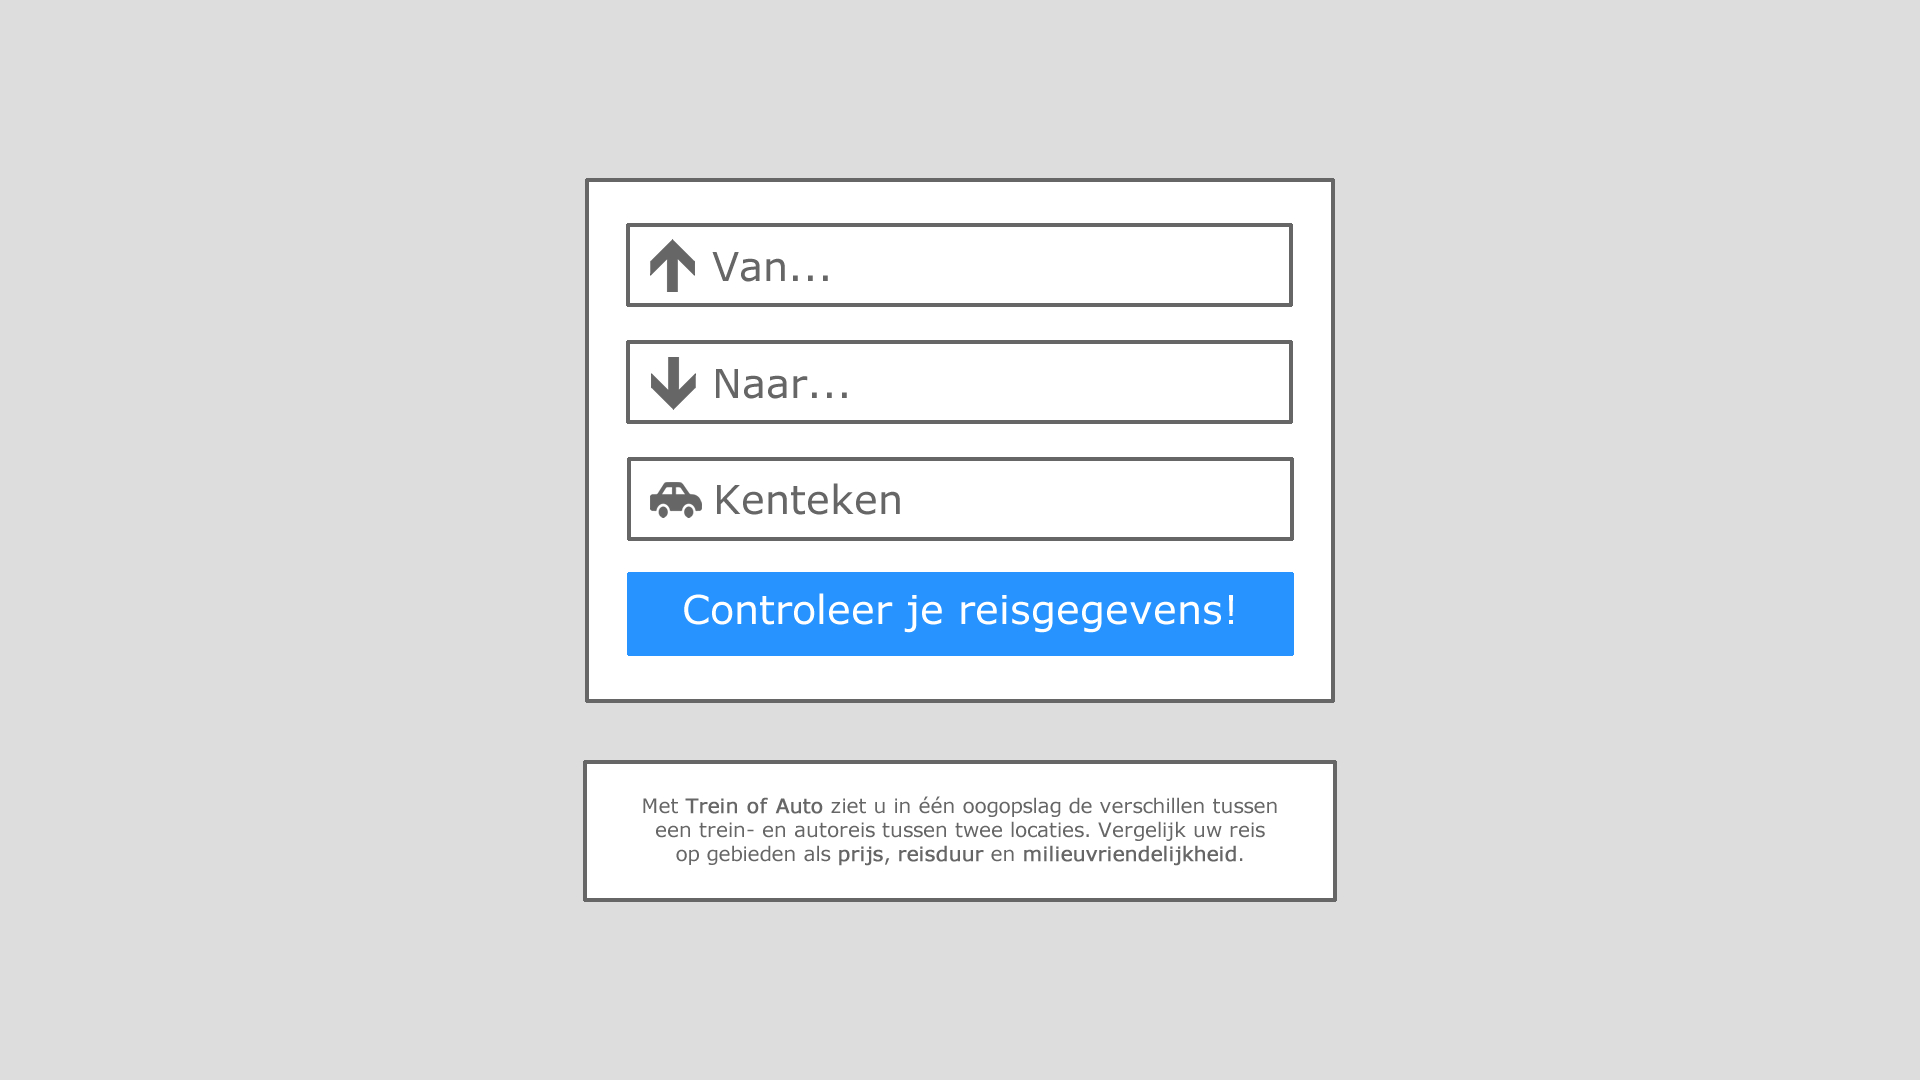 Van...
Naar...
Kenteken
Controleer je reisgegevens!
Met Trein of Auto ziet u in één oogopslag de verschillen tussen
een trein- en autoreis tussen twee locaties. Vergelijk uw reis
op gebieden als prijs, reisduur en milieuvriendelijkheid.